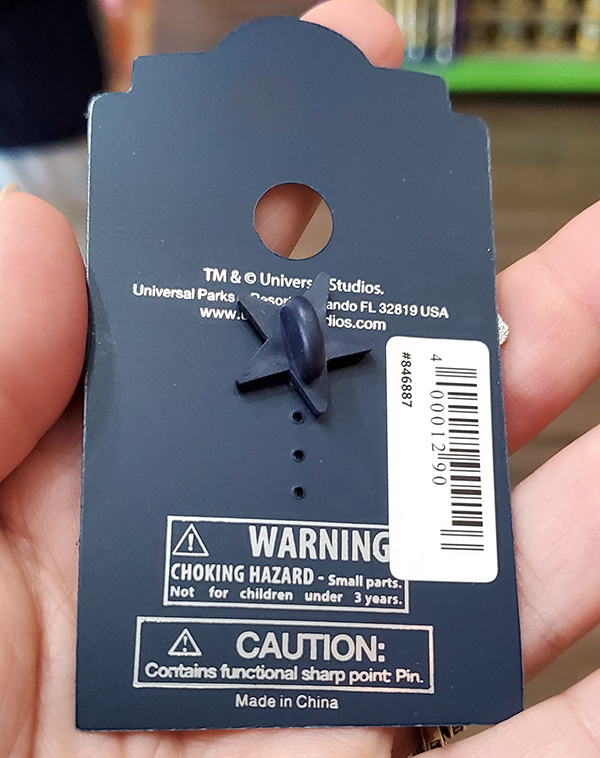 TM & © Univers Studios.
Universal Parks Resor ando FL 32819 USA
www.u dios.com
#846887
4 00012 90
WARNING
CHOKING HAZARD - Small parts.
Not for children under 3 years.
CAUTION:
Contains functional sharp point: Pin.
Made in China